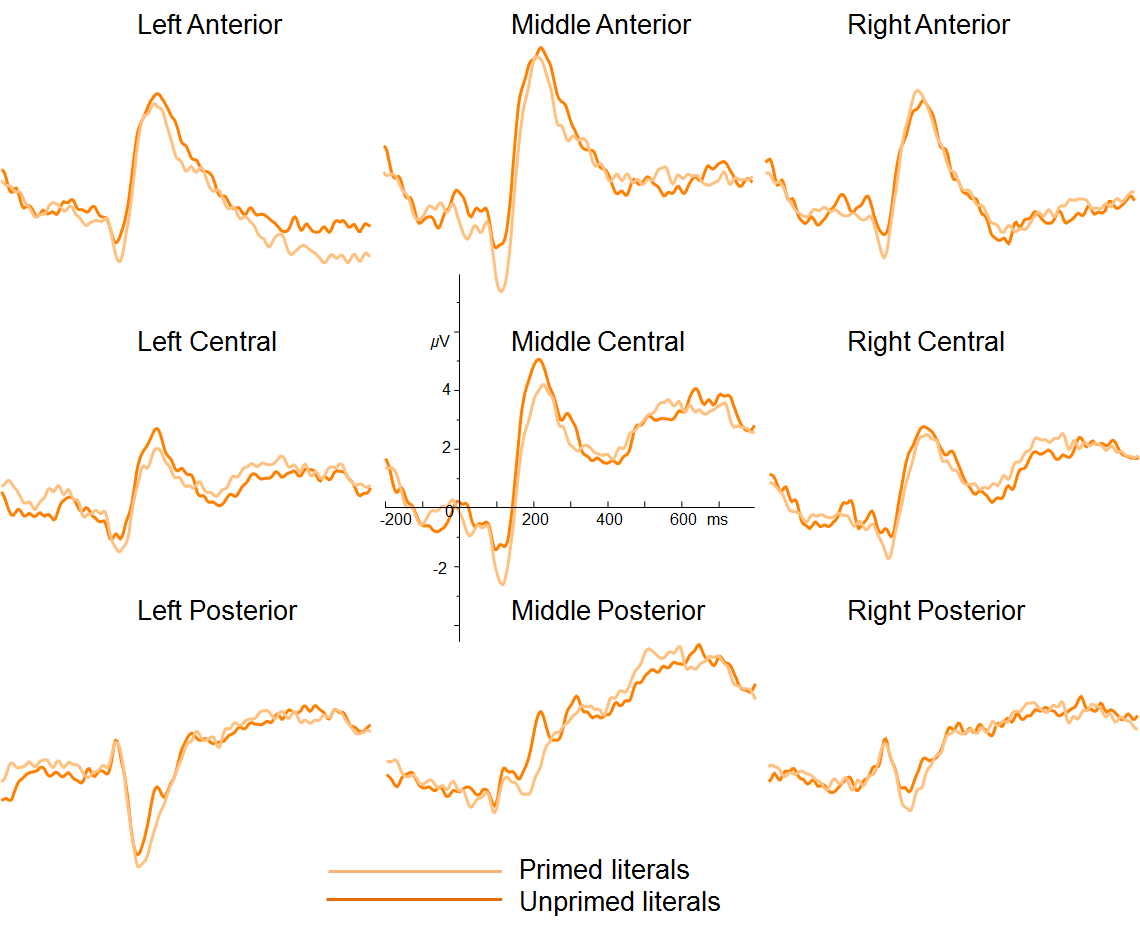 Left Anterior
Middle Anterior
Right Anterior
Left Central
µV
Middle Central
Right Central
4
2
0
-200
200
400
600 ms
-2
Left Posterior
Middle Posterior
Right Posterior
Primed literals
Unprimed literals